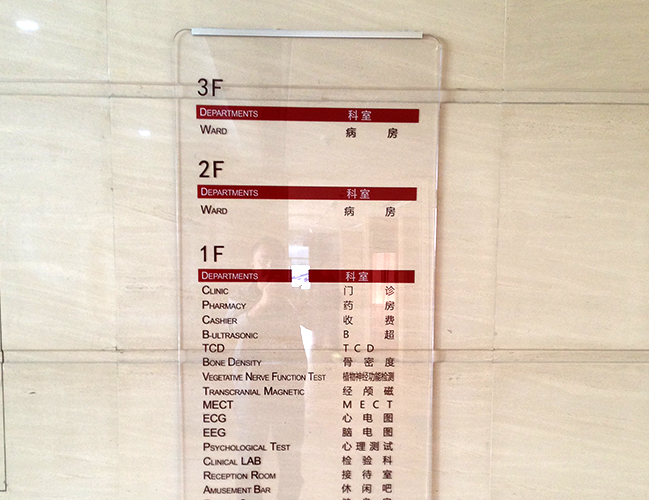 3F
DEPARTMENTS 科室
WARD 病房
2F
DEPARTMENTS 科室
WARD 病房
1F
DEPARTMENTS 科室
CLINIC 门诊
PHARMACY 药房
CASHIER 收费
B-ULTRASONIC B超
TCD TCD
BONE DENSITY 骨密度
VEGETATIVE NERVE FUNCTION TEST 植物神经功能检测
TRANSCRANIAL MAGNETIC 经颅磁
MECT MECT
ECG 心电图
EEG 脑电图
PSYCHOLOGICAL TEST 心理测试
CLINICAL LAB 检验科
RECEPTION ROOM 接待室
AMUSEMENT BAR 休闲吧